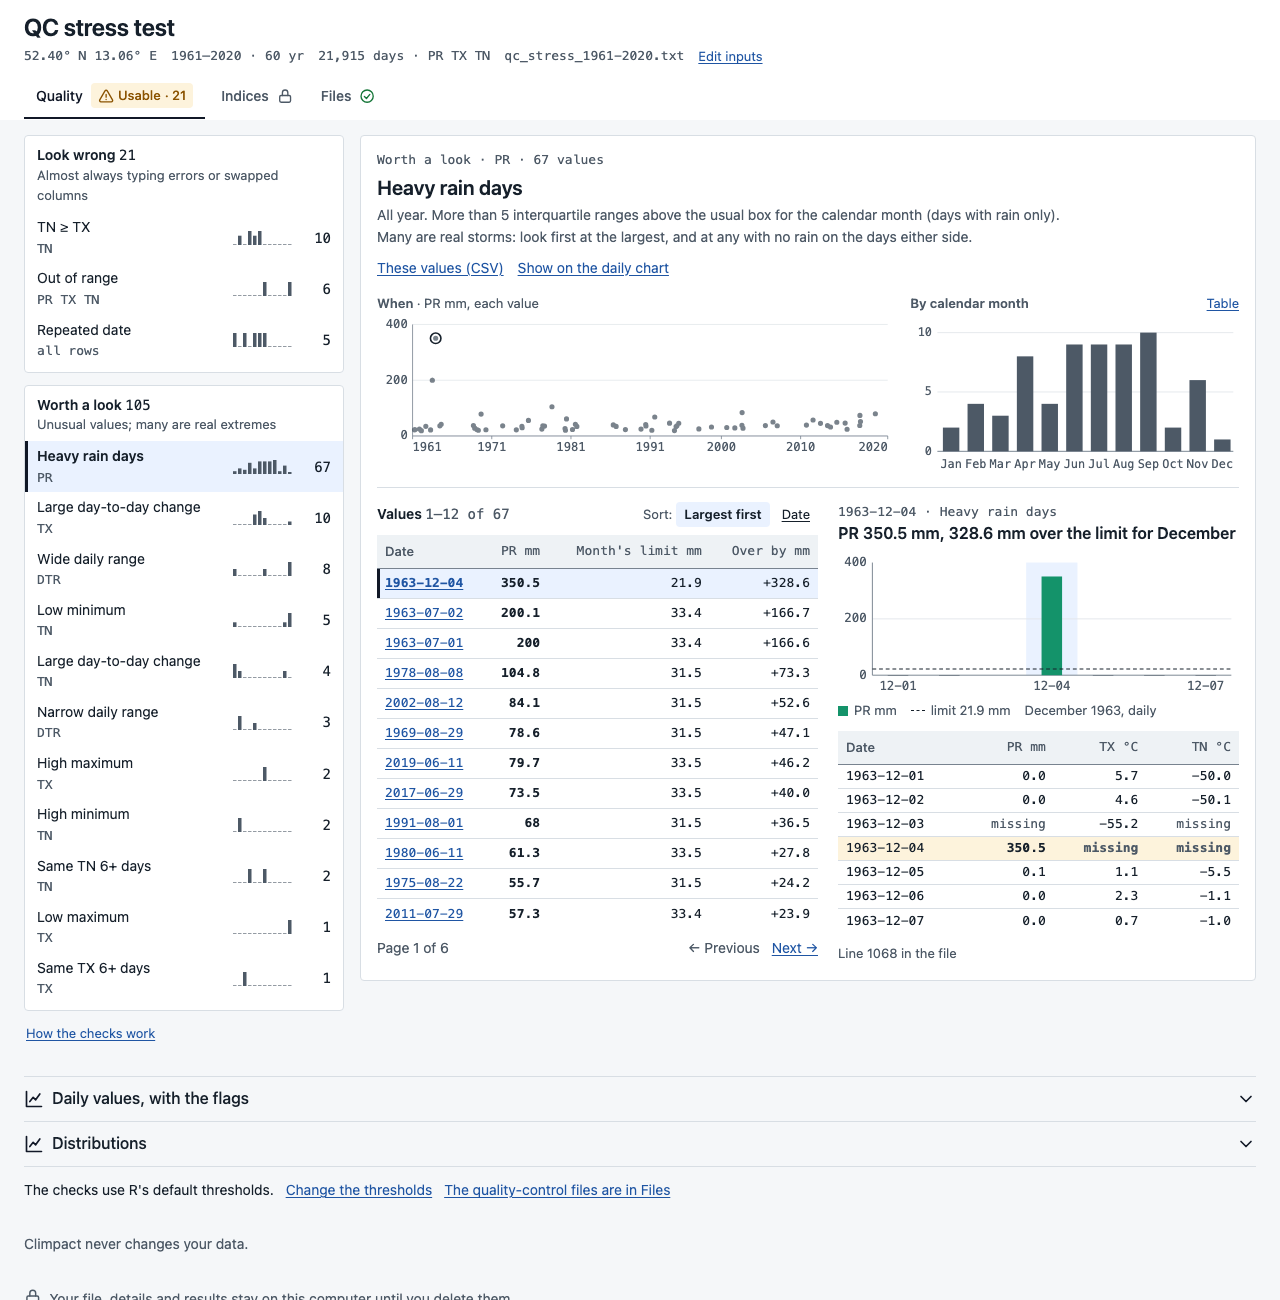 QC stress test
52.40° N 13.06° E 1961–2020 · 60 yr 21,915 days · PR TX TN qc_stress_1961-2020.txt Edit inputs
Quality Usable · 21 Indices Files
Look wrong 21
Almost always typing errors or swapped
columns
TN ≥ TX
TN
10
Out of range
PR TX TN
6
Repeated date
all rows
5
Worth a look 105
Unusual values; many are real extremes
Heavy rain days
PR
67
Large day-to-day change
TX
10
Wide daily range
DTR
8
Low minimum
TN
5
Large day-to-day change
TN
4
Narrow daily range
DTR
3
High maximum
TX
2
High minimum
TN
2
Same TN 6+ days
TN
2
Low maximum
TX
1
Same TX 6+ days
TX
1
How the checks work
Worth a look · PR · 67 values
Heavy rain days
All year. More than 5 interquartile ranges above the usual box for the calendar month (days with rain only).
Many are real storms: look first at the largest, and at any with no rain on the days either side.
These values (CSV) Show on the daily chart
When · PR mm, each value
400
200
0
1961 1971 1981 1991 2000 2010 2020
By calendar month Table
10
5
0
Jan Feb Mar Apr May Jun Jul Aug Sep Oct Nov Dec
Values 1–12 of 67 Sort: Largest first Date
Date PR mm Month's limit mm Over by mm
1963-12-04 350.5 21.9 +328.6
1963-07-02 200.1 33.4 +166.7
1963-07-01 200 33.4 +166.6
1978-08-08 104.8 31.5 +73.3
2002-08-12 84.1 31.5 +52.6
1969-08-29 78.6 31.5 +47.1
2019-06-11 79.7 33.5 +46.2
2017-06-29 73.5 33.5 +40.0
1991-08-01 68 31.5 +36.5
1980-06-11 61.3 33.5 +27.8
1975-08-22 55.7 31.5 +24.2
2011-07-29 57.3 33.4 +23.9
Page 1 of 6 ← Previous Next →
1963-12-04 · Heavy rain days
PR 350.5 mm, 328.6 mm over the limit for December
400
200
0
12-01 12-04 12-07
PR mm limit 21.9 mm December 1963, daily
Date PR mm TX °C TN °C
1963-12-01 0.0 5.7 −50.0
1963-12-02 0.0 4.6 −50.1
1963-12-03 missing −55.2 missing
1963-12-04 350.5 missing missing
1963-12-05 0.1 1.1 −5.5
1963-12-06 0.0 2.3 −1.1
1963-12-07 0.0 0.7 −1.0
Line 1068 in the file
Daily values, with the flags
Distributions
The checks use R's default thresholds. Change the thresholds The quality-control files are in Files
Climpact never changes your data.
Your file, details and results stay on this computer until you delete them.